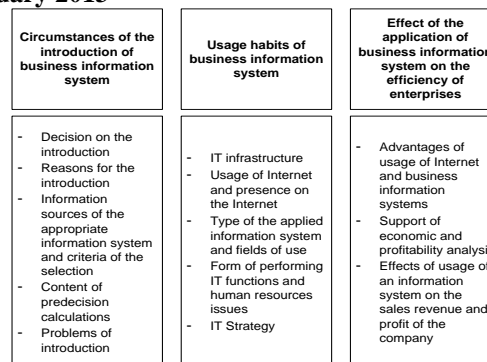 2015
Circumstances of the
introduction of
business information
system
- Decision on the
introduction
- Reasons for the
introduction
- Information
sources of the
appropriate
information system
and criteria of the
selection
- Content of
predecision
calculations
- Problems of
introduction
Usage habits of
business information
system
- IT infrastructure
- Usage of Internet
and presence on
the Internet
- Type of the applied
information system
and fields of use
- Form of performing
IT functions and
human resources
issues
- IT Strategy
Effect of the
application of
business information
system on the
efficiency of
enterprises
- Advantages of
usage of Internet
and business
information
systems
- Support of
economic and
profitability analysi
- Effects of usage of
an information
system on the
sales revenue and
profit of the
company